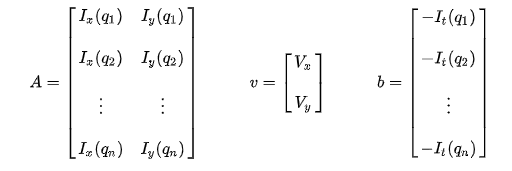 A = [ I_x(q_1) I_y(q_1) ; I_x(q_2) I_y(q_2) ; ⋮ ⋮ ; I_x(q_n) I_y(q_n) ]
v = [ V_x ; V_y ]
b = [ −I_t(q_1) ; −I_t(q_2) ; ⋮ ; −I_t(q_n) ]